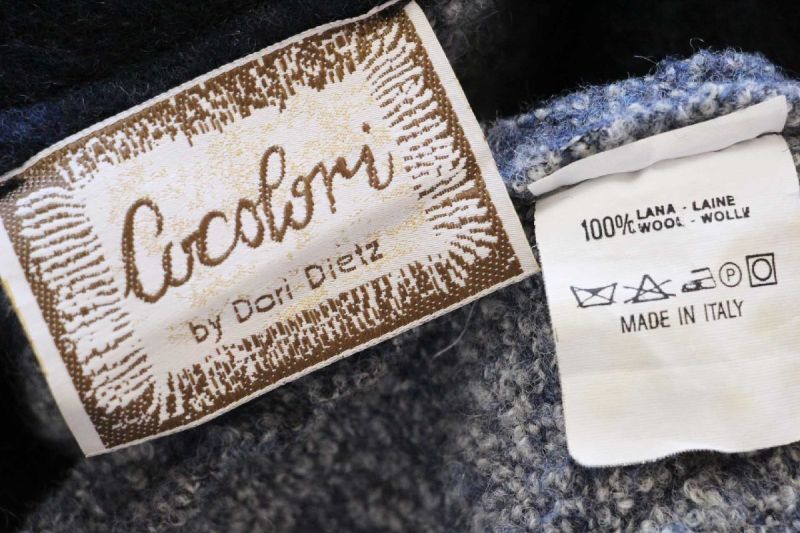 Cocolori
by Dori Dietz
100% LANA - LAINE
WOOL - WOLLE
P
MADE IN ITALY